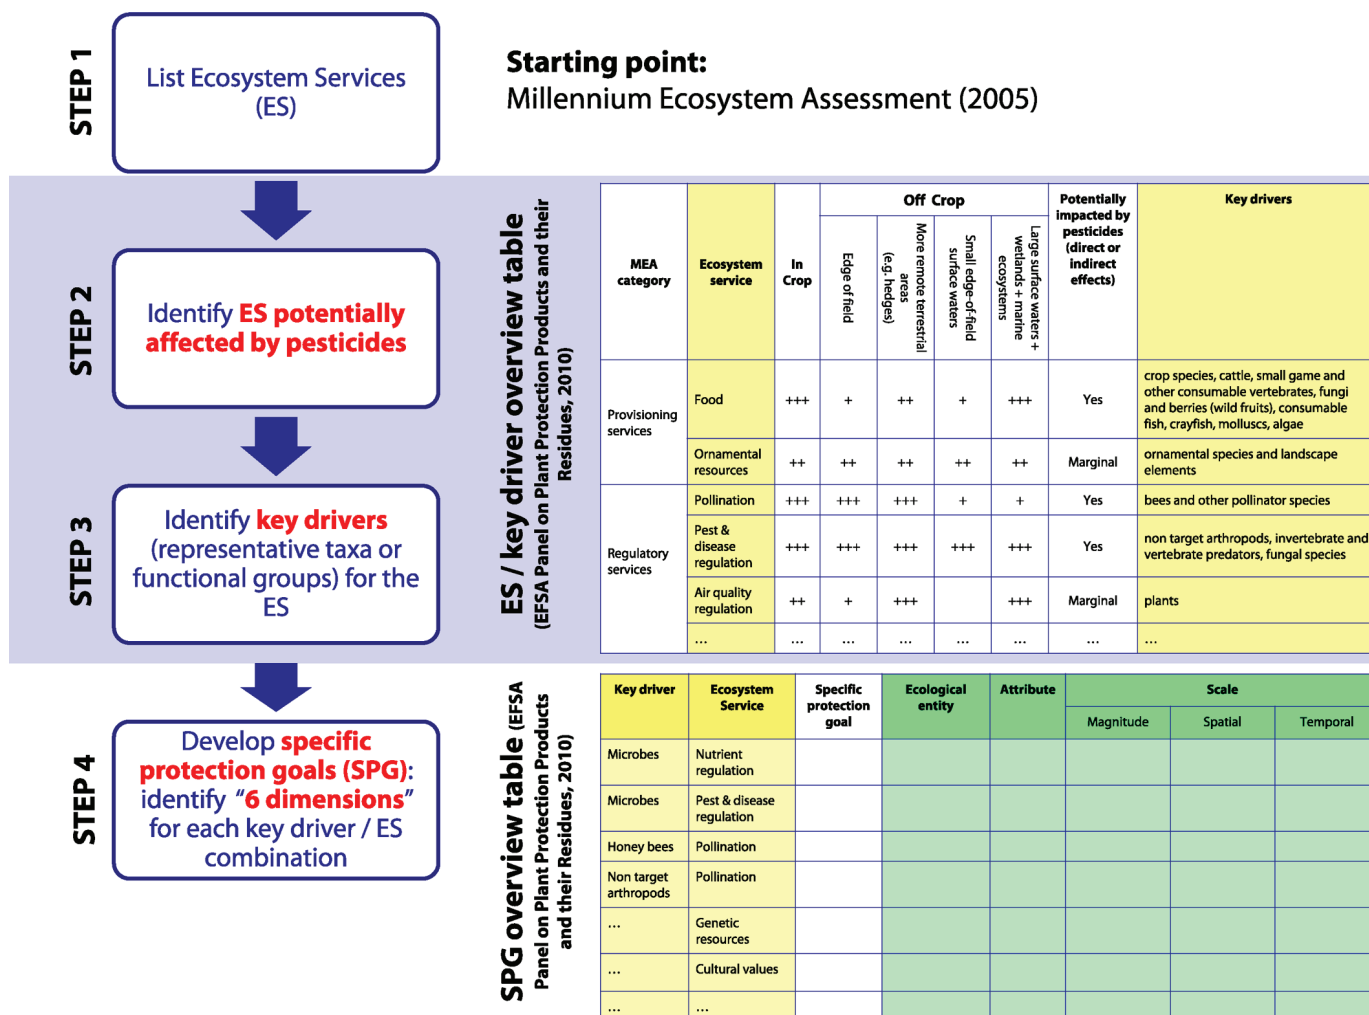 STEP 1
List Ecosystem Services
(ES)
Starting point:
Millennium Ecosystem Assessment (2005)
STEP 2
Identify ES potentially
affected by pesticides
STEP 3
Identify key drivers
(representative taxa or
functional groups) for the
ES
STEP 4
Develop specific
protection goals (SPG):
identify “6 dimensions”
for each key driver / ES
combination
ES / key driver overview table
(EFSA Panel on Plant Protection Products and their
Residues, 2010)
MEA
category
Ecosystem
service
In
Crop
Off Crop
Edge of field
More remote terrestrial
areas
(e.g. hedges)
Small edge-of-field
surface waters
Large surface waters +
wetlands + marine
ecosystems
Potentially
impacted by
pesticides
(direct or
indirect
effects)
Key drivers
Provisioning
services
Food
+++ + ++ + +++ Yes
crop species, cattle, small game and
other consumable vertebrates, fungi
and berries (wild fruits), consumable
fish, crayfish, molluscs, algae
Ornamental
resources
++ ++ ++ ++ ++ Marginal
ornamental species and landscape
elements
Regulatory
services
Pollination +++ +++ +++ + + Yes bees and other pollinator species
Pest &
disease
regulation
+++ +++ +++ +++ +++ Yes
non target arthropods, invertebrate and
vertebrate predators, fungal species
Air quality
regulation
++ + +++ +++ Marginal plants
... ... ... ... ... ... ... ...
SPG overview table (EFSA
Panel on Plant Protection Products
and their Residues, 2010)
Key driver
Ecosystem
Service
Specific
protection
goal
Ecological
entity
Attribute
Scale
Magnitude Spatial Temporal
Microbes
Nutrient
regulation
Microbes
Pest & disease
regulation
Honey bees Pollination
Non target
arthropods
Pollination
...
Genetic
resources
... Cultural values
... ...